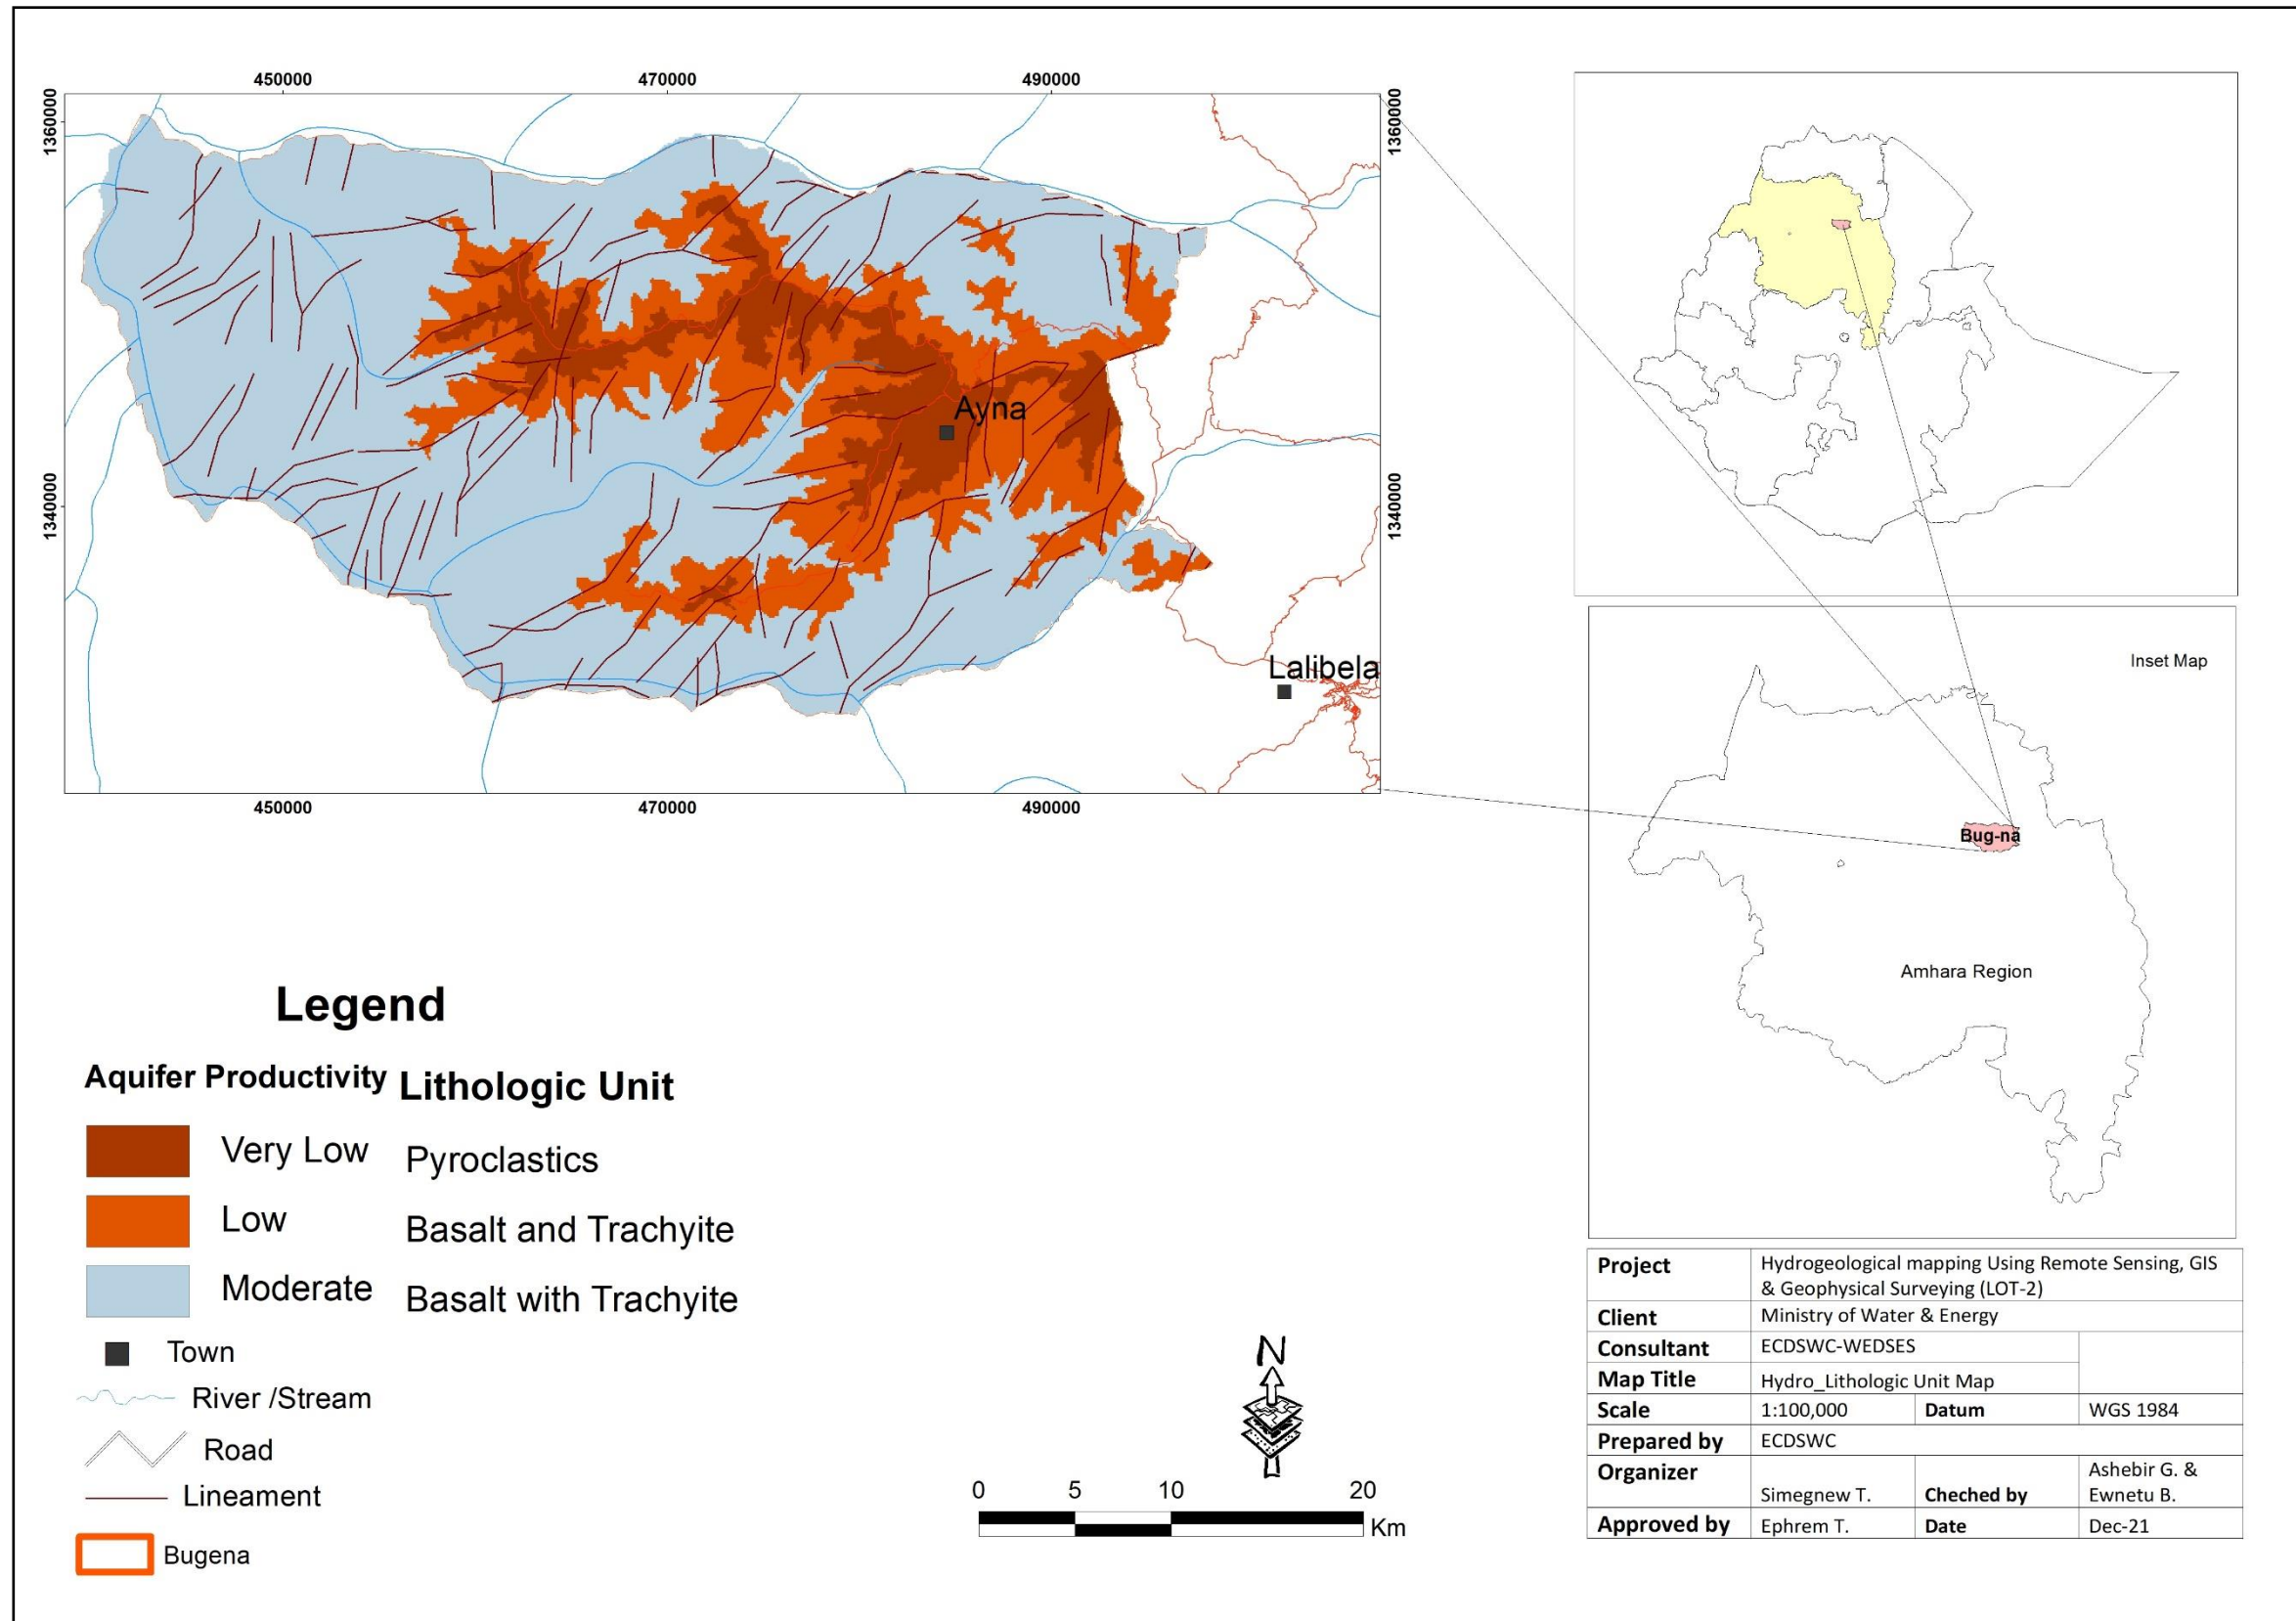 450000 470000 490000
1360000 1360000
1340000 1340000
Ayna
Lalibela
450000 470000 490000
Inset Map
Bug-na
Amhara Region
Legend
Aquifer Productivity Lithologic Unit
Very Low Pyroclastics
Low Basalt and Trachyite
Moderate Basalt with Trachyite
Town
River /Stream
Road
Lineament
Bugena
N
0 5 10 20
Km
Project Hydrogeological mapping Using Remote Sensing, GIS
& Geophysical Surveying (LOT-2)
Client Ministry of Water & Energy
Consultant ECDSWC-WEDSES
Map Title Hydro_Lithologic Unit Map
Scale 1:100,000 Datum WGS 1984
Prepared by ECDSWC
Organizer Simegnew T. Cheched by Ashebir G. &
Ewnetu B.
Approved by Ephrem T. Date Dec-21